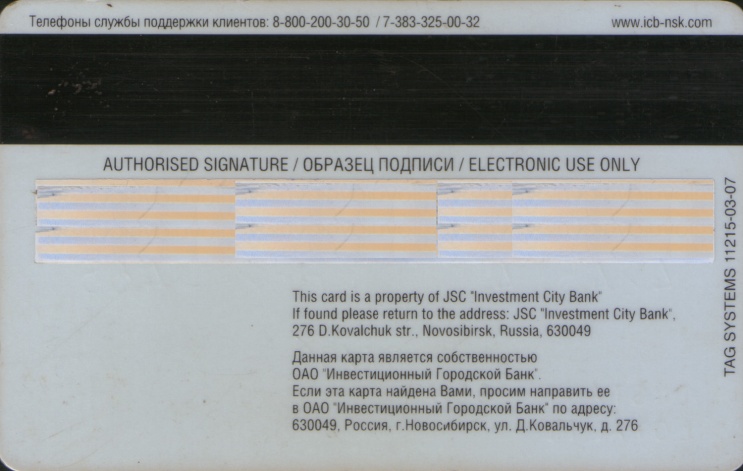 Телефоны службы поддержки клиентов: 8-800-200-30-50 / 7-383-325-00-32
www.icb-nsk.com
AUTHORISED SIGNATURE / ОБРАЗЕЦ ПОДПИСИ / ELECTRONIC USE ONLY
TAG SYSTEMS 11215-03-07
This card is a property of JSC "Investment City Bank"
If found please return to the address: JSC "Investment City Bank",
276 D.Kovalchuk str., Novosibirsk, Russia, 630049
Данная карта является собственностью
ОАО "Инвестиционный Городской Банк".
Если эта карта найдена Вами, просим направить ее
в ОАО "Инвестиционный Городской Банк" по адресу:
630049, Россия, г.Новосибирск, ул. Д.Ковальчук, д. 276